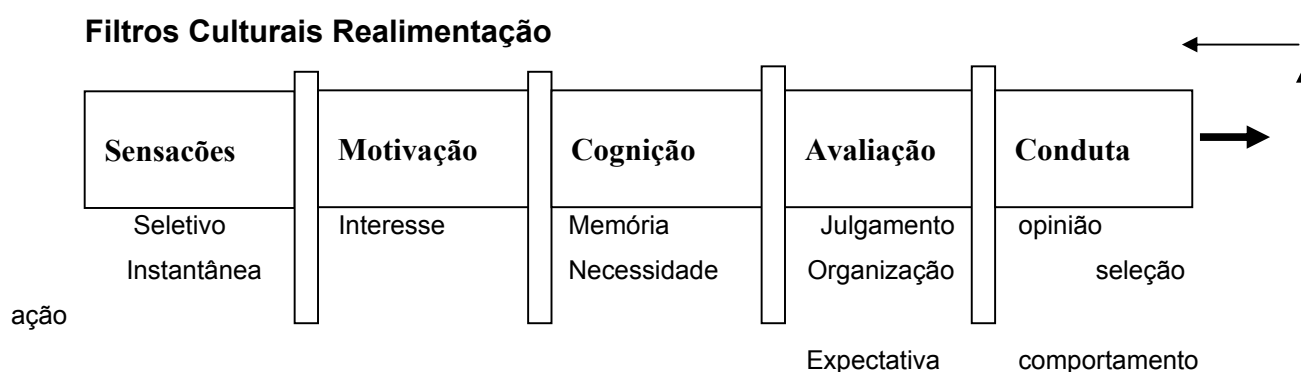 Filtros Culturais Realimentação
Sensacões Motivação Cognição Avaliação Conduta
Seletivo Interesse Memória Julgamento opinião
Instantânea Necessidade Organização seleção
ação
Expectativa comportamento